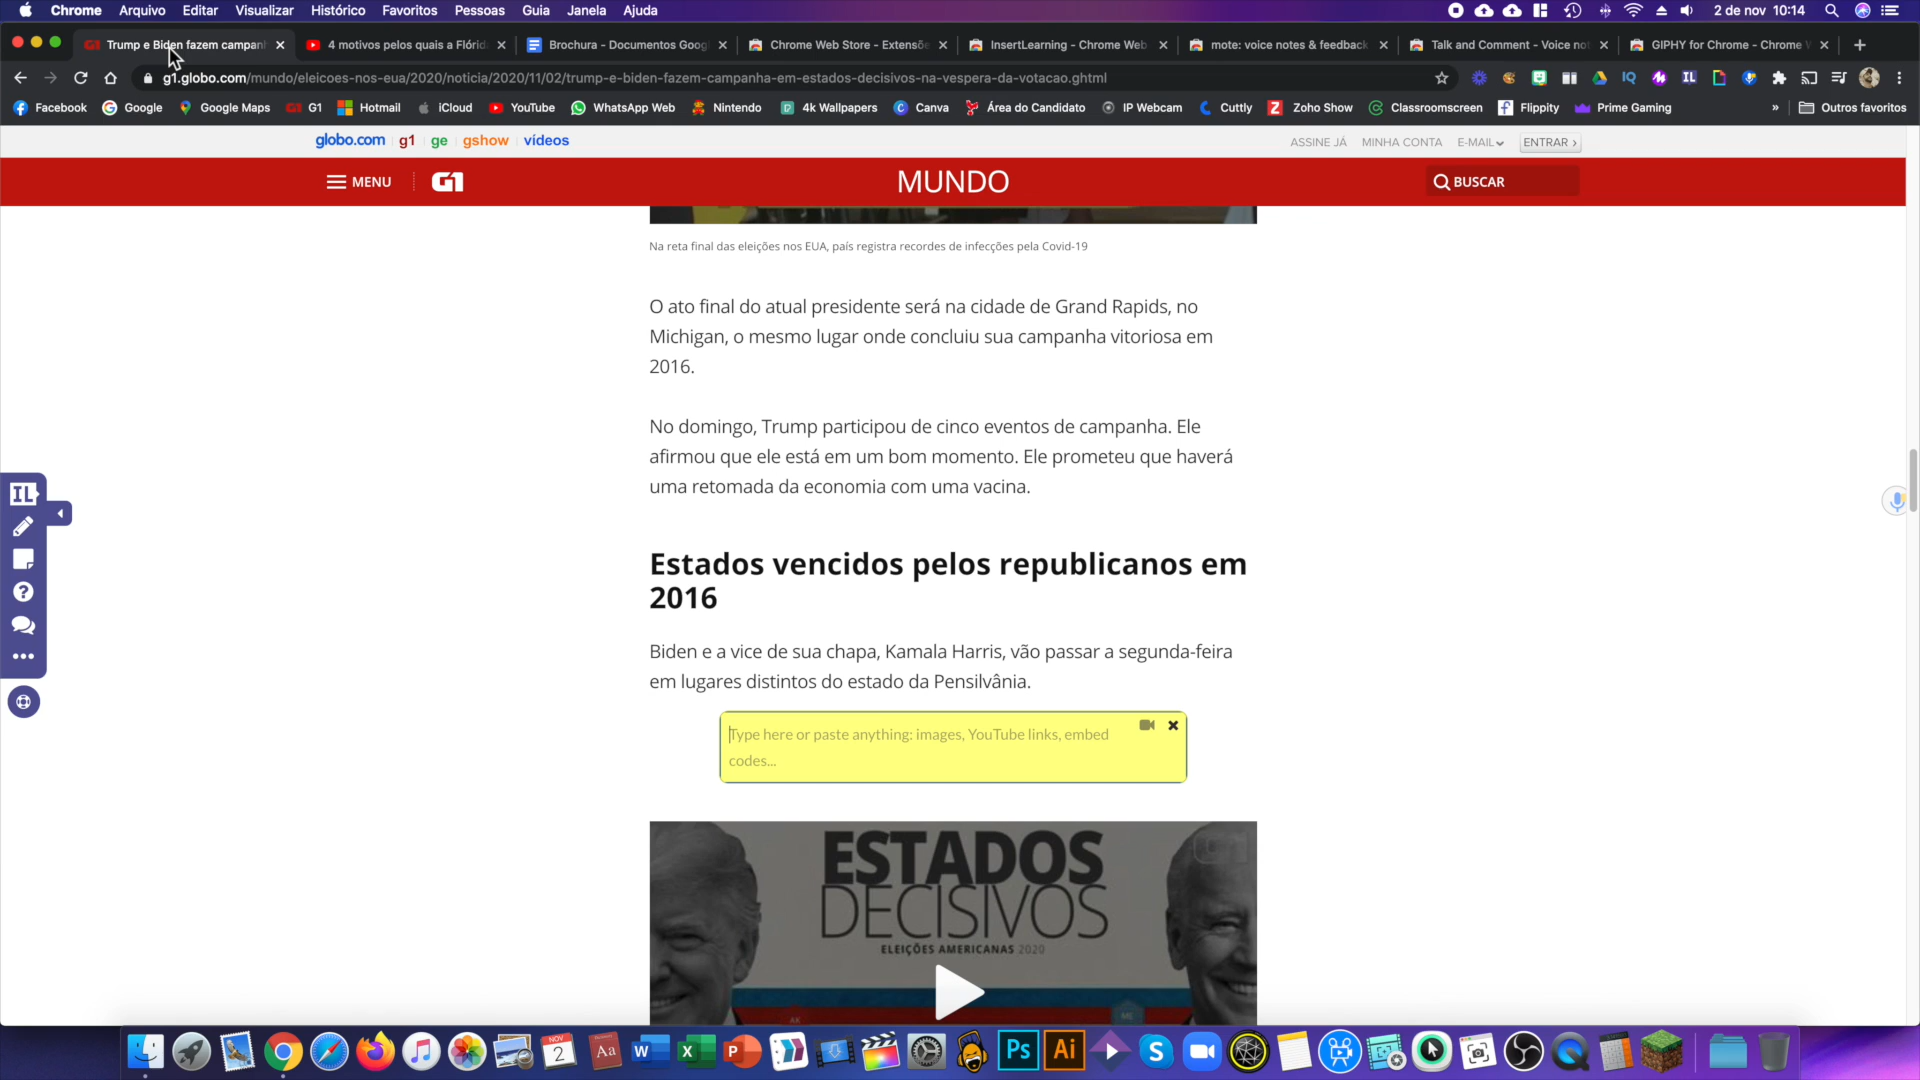 Chrome Arquivo Editar Visualizar Histórico Favoritos Pessoas Guia Janela Ajuda 2 de nov 10:14
Trump e Biden fazem campan 4 motivos pelos quais a Flórid Brochura - Documentos Goog Chrome Web Store - Extensõe InsertLearning - Chrome Web mote: voice notes & feedback Talk and Comment - Voice no GIPHY for Chrome - Chrome
g1.globo.com/mundo/eleicoes-nos-eua/2020/noticia/2020/11/02/trump-e-biden-fazem-campanha-em-estados-decisivos-na-vespera-da-votacao.ghtml
Facebook Google Google Maps G1 Hotmail iCloud YouTube WhatsApp Web Nintendo 4k Wallpapers Canva Área do Candidato IP Webcam Cuttly Zoho Show Classroomscreen Flippity Prime Gaming » Outros favoritos
globo.com g1 ge gshow vídeos ASSINE JÁ MINHA CONTA E-MAIL ENTRAR ›
MENU G1 MUNDO BUSCAR
Na reta final das eleições nos EUA, país registra recordes de infecções pela Covid-19
O ato final do atual presidente será na cidade de Grand Rapids, no
Michigan, o mesmo lugar onde concluiu sua campanha vitoriosa em
2016.
No domingo, Trump participou de cinco eventos de campanha. Ele
afirmou que ele está em um bom momento. Ele prometeu que haverá
uma retomada da economia com uma vacina.
Estados vencidos pelos republicanos em
2016
Biden e a vice de sua chapa, Kamala Harris, vão passar a segunda-feira
em lugares distintos do estado da Pensilvânia.
Type here or paste anything: images, YouTube links, embed
codes...
ESTADOS
DECISIVOS
ELEIÇÕES AMERICANAS 2020
AK ME
IL
NOV
2
Aa
W X P
Ps Ai S